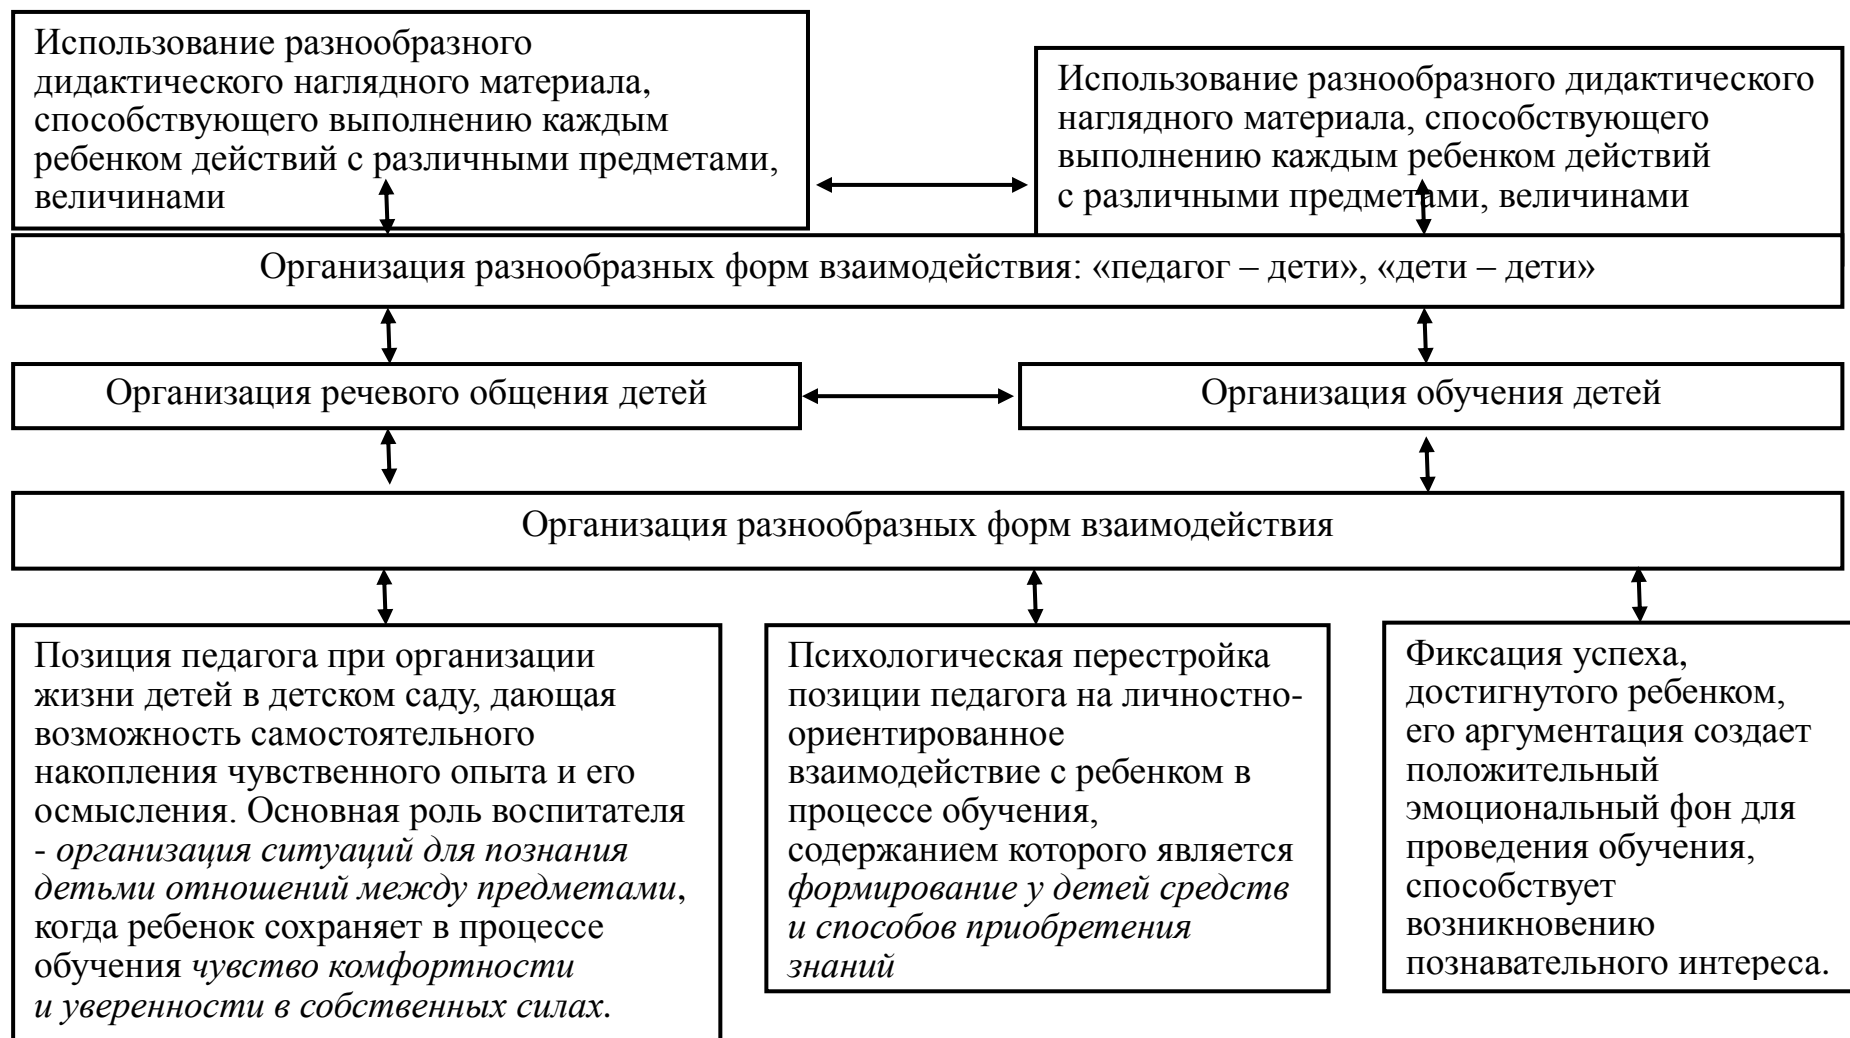 Использование разнообразного
дидактического наглядного материала,
способствующего выполнению каждым
ребенком действий с различными предметами,
величинами
Использование разнообразного дидактического
наглядного материала, способствующего
выполнению каждым ребенком действий
с различными предметами, величинами
Организация разнообразных форм взаимодействия: «педагог – дети», «дети – дети»
Организация речевого общения детей
Организация обучения детей
Организация разнообразных форм взаимодействия
Позиция педагога при организации
жизни детей в детском саду, дающая
возможность самостоятельного
накопления чувственного опыта и его
осмысления. Основная роль воспитателя
- организация ситуаций для познания
детьми отношений между предметами,
когда ребенок сохраняет в процессе
обучения чувство комфортности
и уверенности в собственных силах.
Психологическая перестройка
позиции педагога на личностно-
ориентированное
взаимодействие с ребенком в
процессе обучения,
содержанием которого является
формирование у детей средств
и способов приобретения
знаний
Фиксация успеха,
достигнутого ребенком,
его аргументация создает
положительный
эмоциональный фон для
проведения обучения,
способствует
возникновению
познавательного интереса.